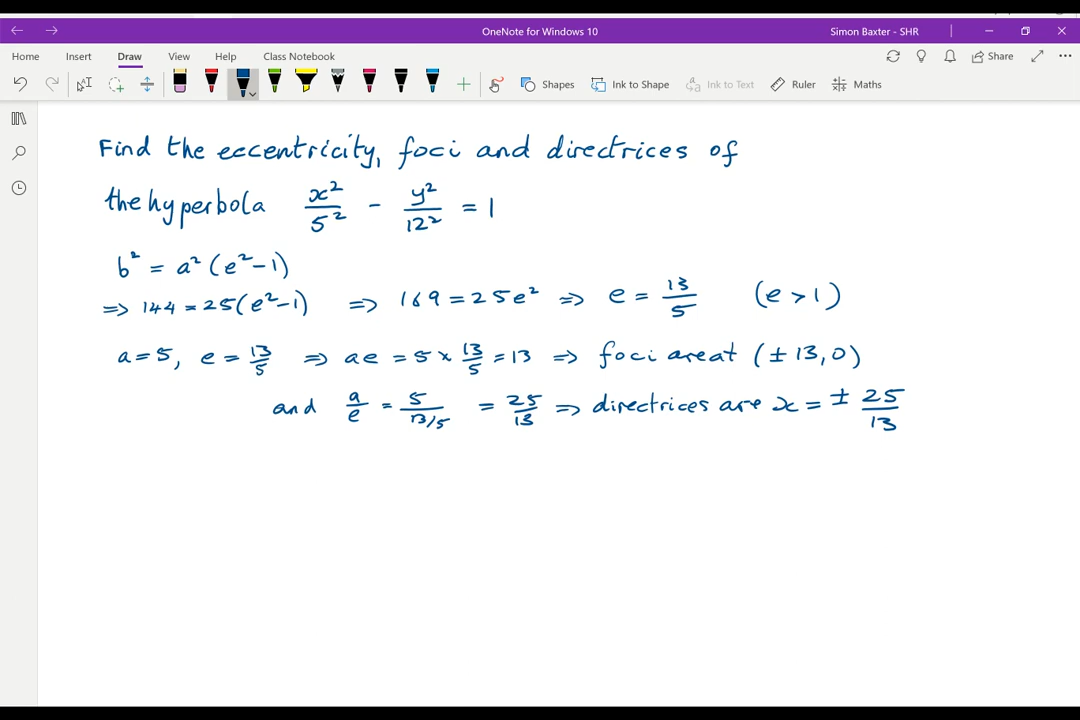 OneNote for Windows 10
Simon Baxter - SHR
Home Insert Draw View Help Class Notebook
Share
Shapes Ink to Shape Ink to Text Ruler Maths
Find the eccentricity, foci and directrices of
the hyperbola x²/5² - y²/12² = 1
b² = a² (e² - 1)
⇒ 144 = 25(e² - 1) ⇒ 169 = 25e² ⇒ e = 13/5 (e > 1)
a = 5, e = 13/5 ⇒ ae = 5 × 13/5 = 13 ⇒ foci are at (± 13, 0)
and a/e = 5/(13/5) = 25/13 ⇒ directrices are x = ± 25/13